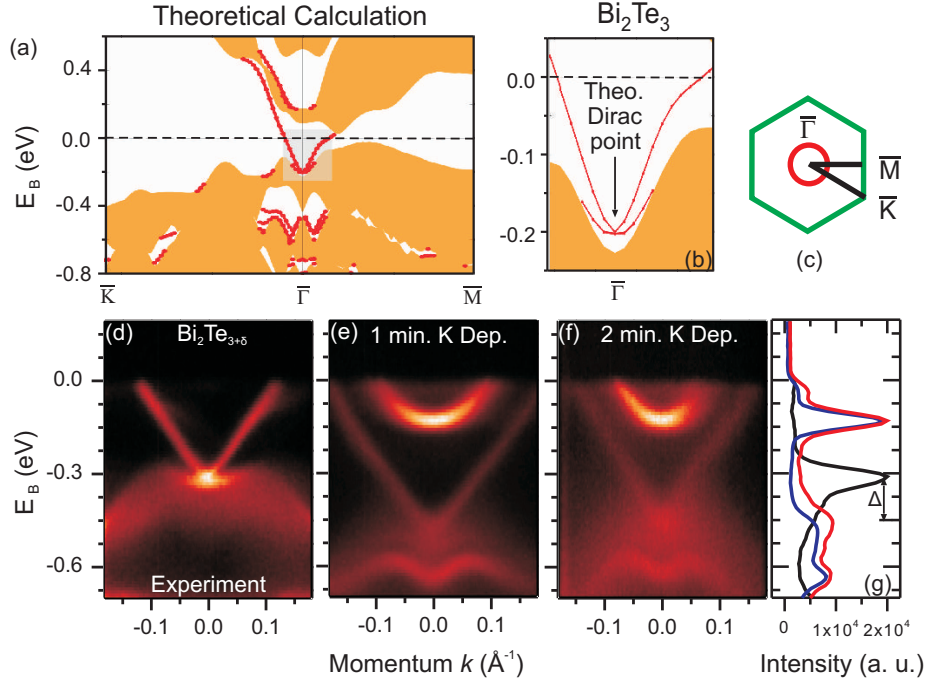 Theoretical Calculation
Bi₂Te₃
(a)
E_B (eV)
0.4
0.0
-0.4
-0.8
K̅
Γ̅
M̅
0.0
-0.1
-0.2
Theo.
Dirac
point
(b)
Γ̅
Γ̅
M̅
K̅
(c)
E_B (eV)
0.0
-0.3
-0.6
(d)
Bi₂Te₃₊δ
Experiment
-0.1
0.0
0.1
(e)
1 min. K Dep.
-0.1
0.0
0.1
(f)
2 min. K Dep.
-0.1
0.0
0.1
Δ
(g)
0
1x10⁴
2x10⁴
Momentum k (Å⁻¹)
Intensity (a. u.)